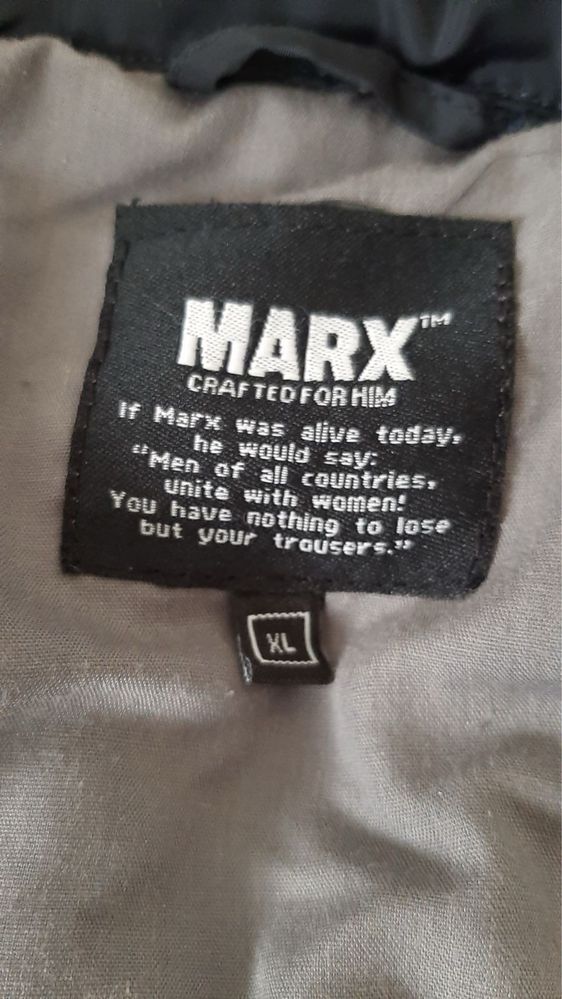 MARX™
CRAFTED FOR HIM
If Marx was alive today,
he would say:
"Men of all countries,
unite with women!
You have nothing to lose
but your trousers."
XL